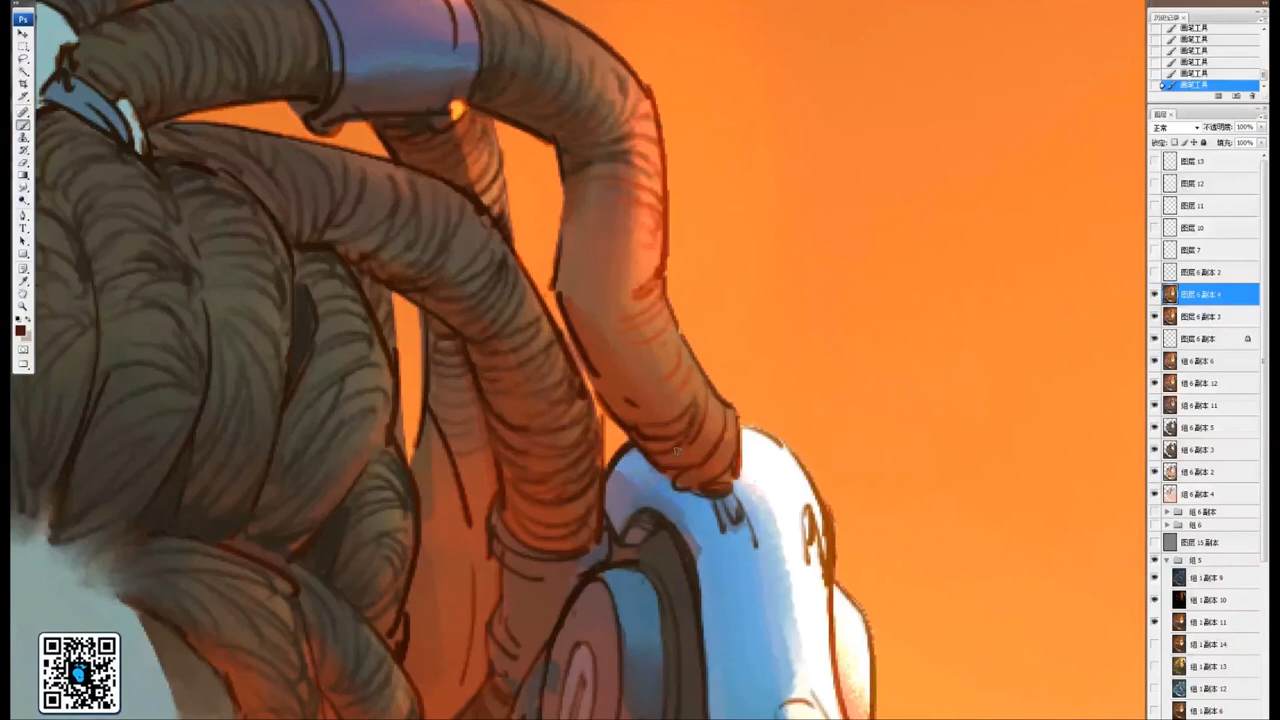 Ps
历史记录
画笔工具
画笔工具
画笔工具
画笔工具
画笔工具
画笔工具
图层
正常
不透明度: 100%
锁定:
填充: 100%
图层 13
图层 12
图层 11
图层 10
图层 7
图层 6 副本 2
图层 6 副本 4
图层 6 副本 3
图层 6 副本
组 6 副本 6
组 6 副本 12
组 6 副本 11
组 6 副本 5
组 6 副本 3
组 6 副本 2
组 6 副本 4
组 6 副本
组 6
图层 15 副本
组 5
组 1 副本 9
组 1 副本 10
组 1 副本 11
组 1 副本 14
组 1 副本 13
组 1 副本 12
组 1 副本 6